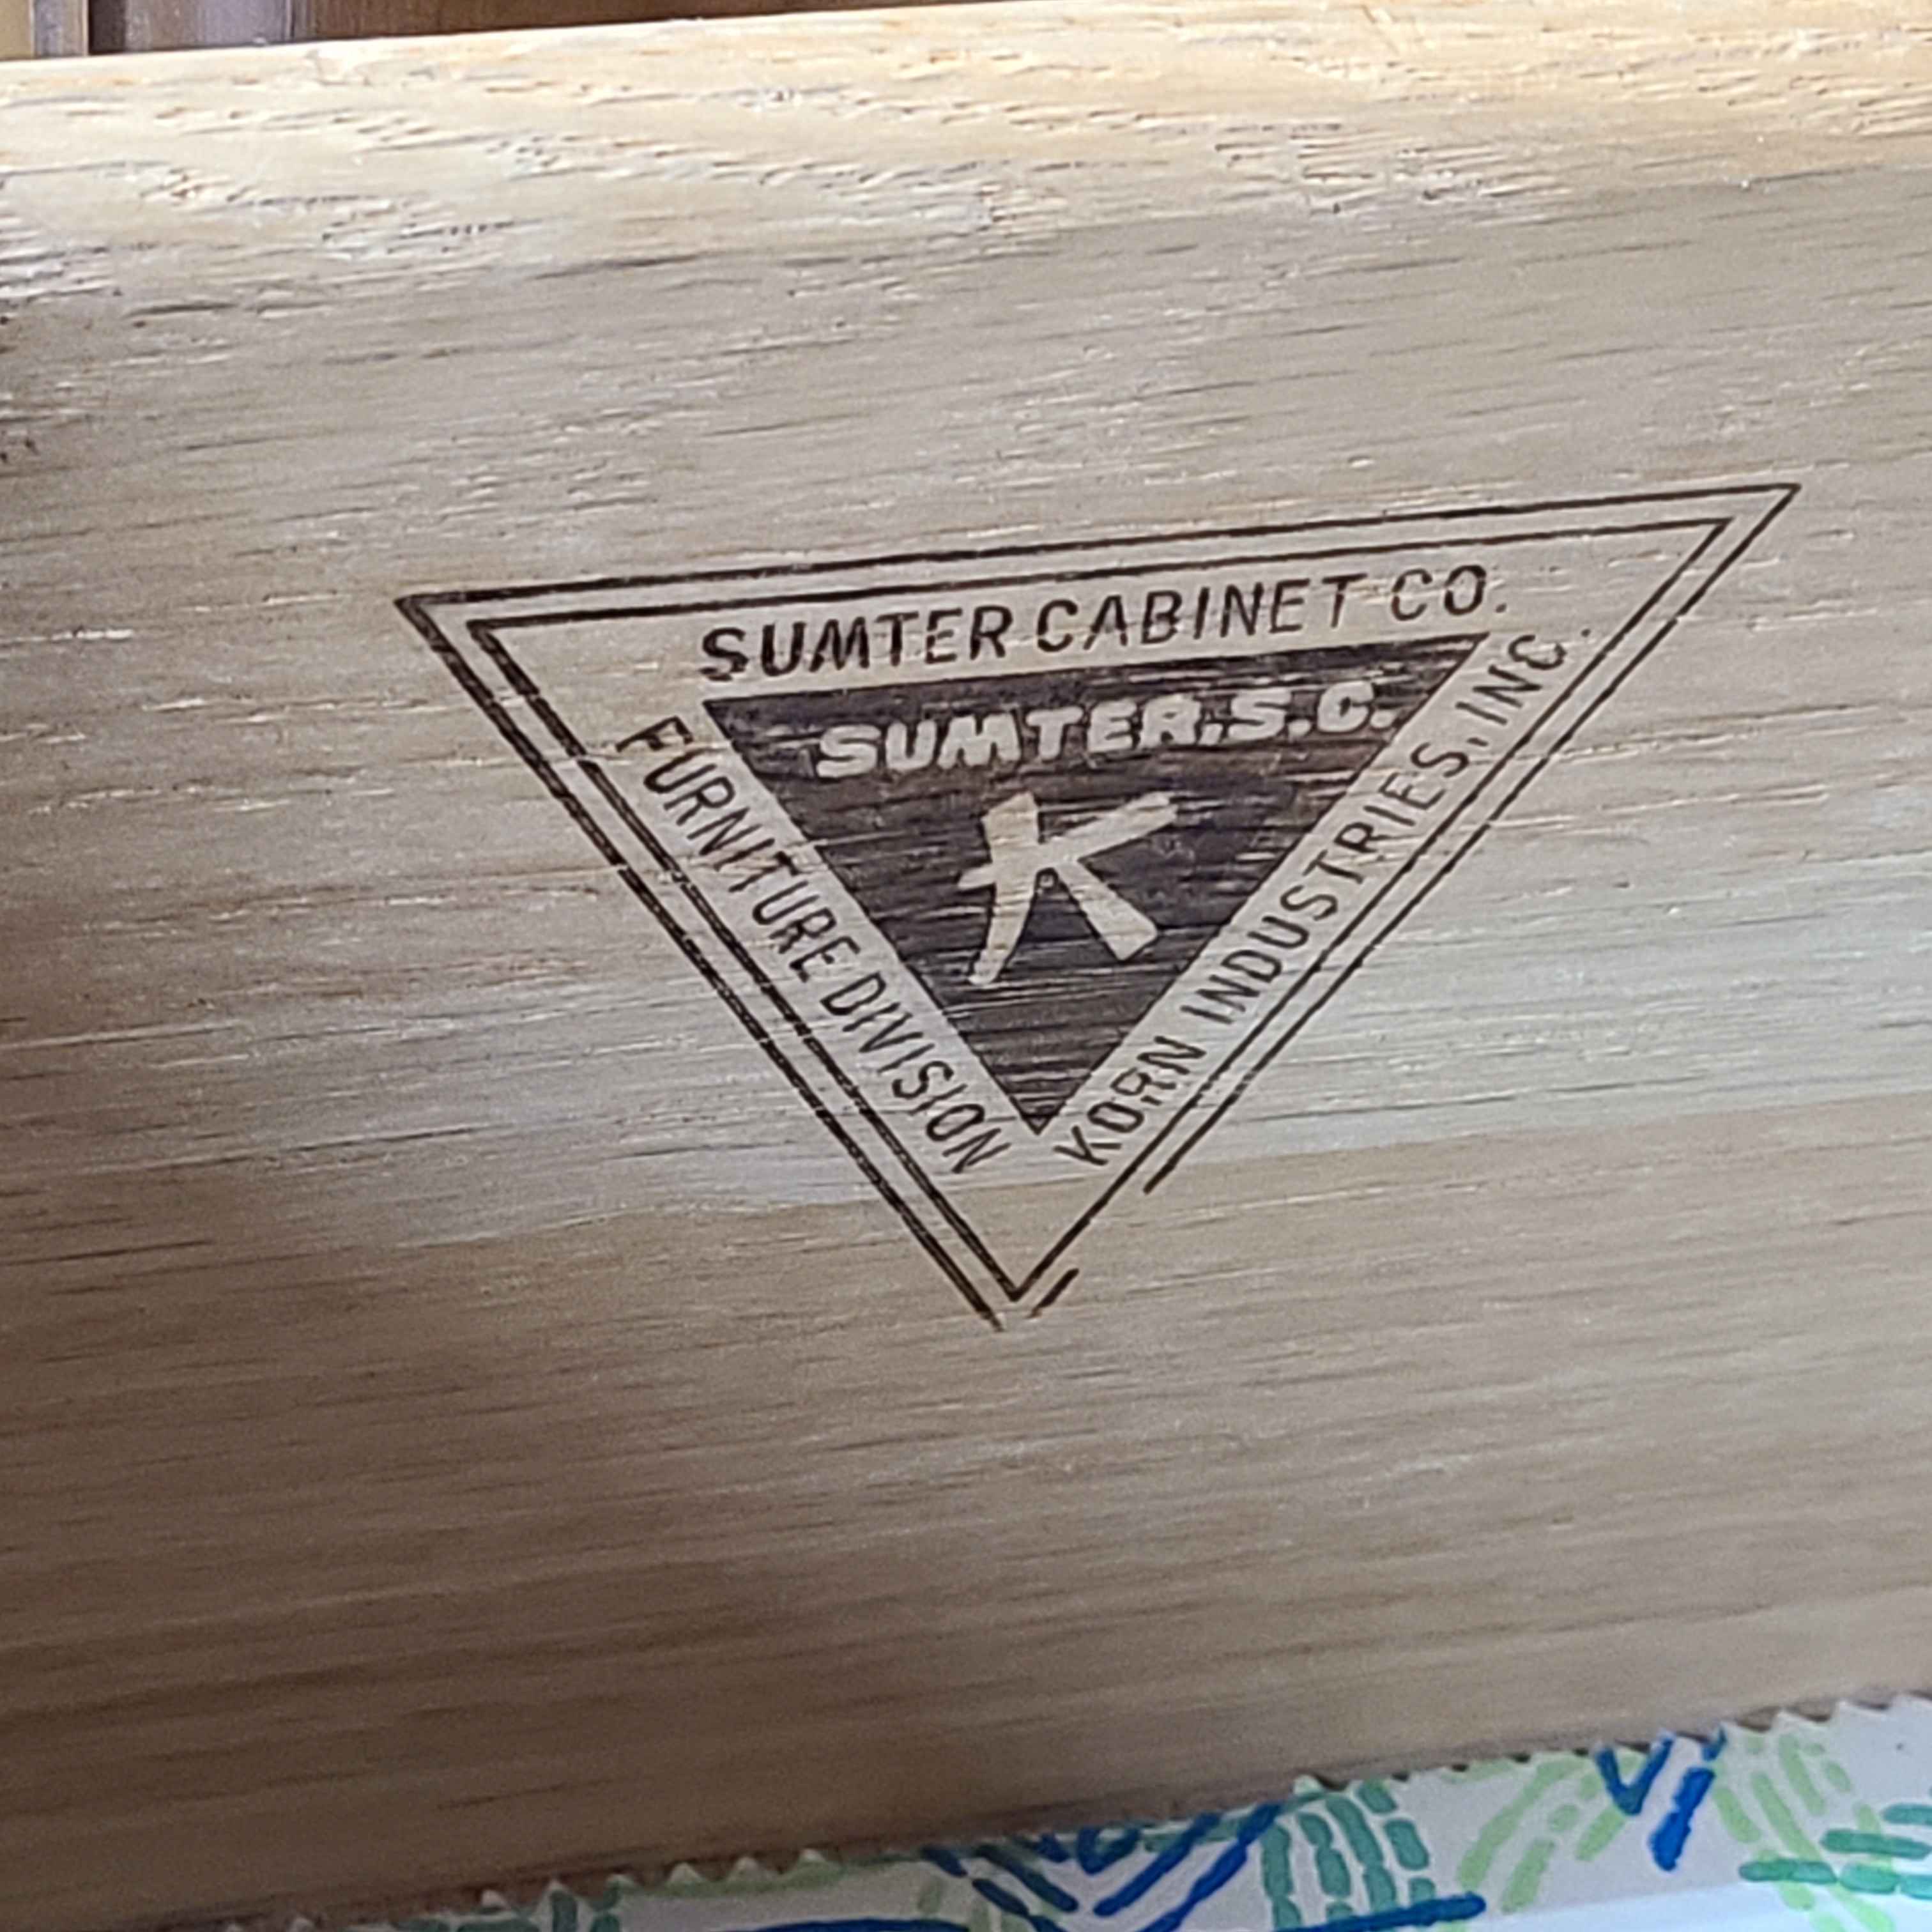 SUMTER CABINET CO.
SUMTER, S.C.
K
FURNITURE DIVISION
KORN INDUSTRIES, INC.